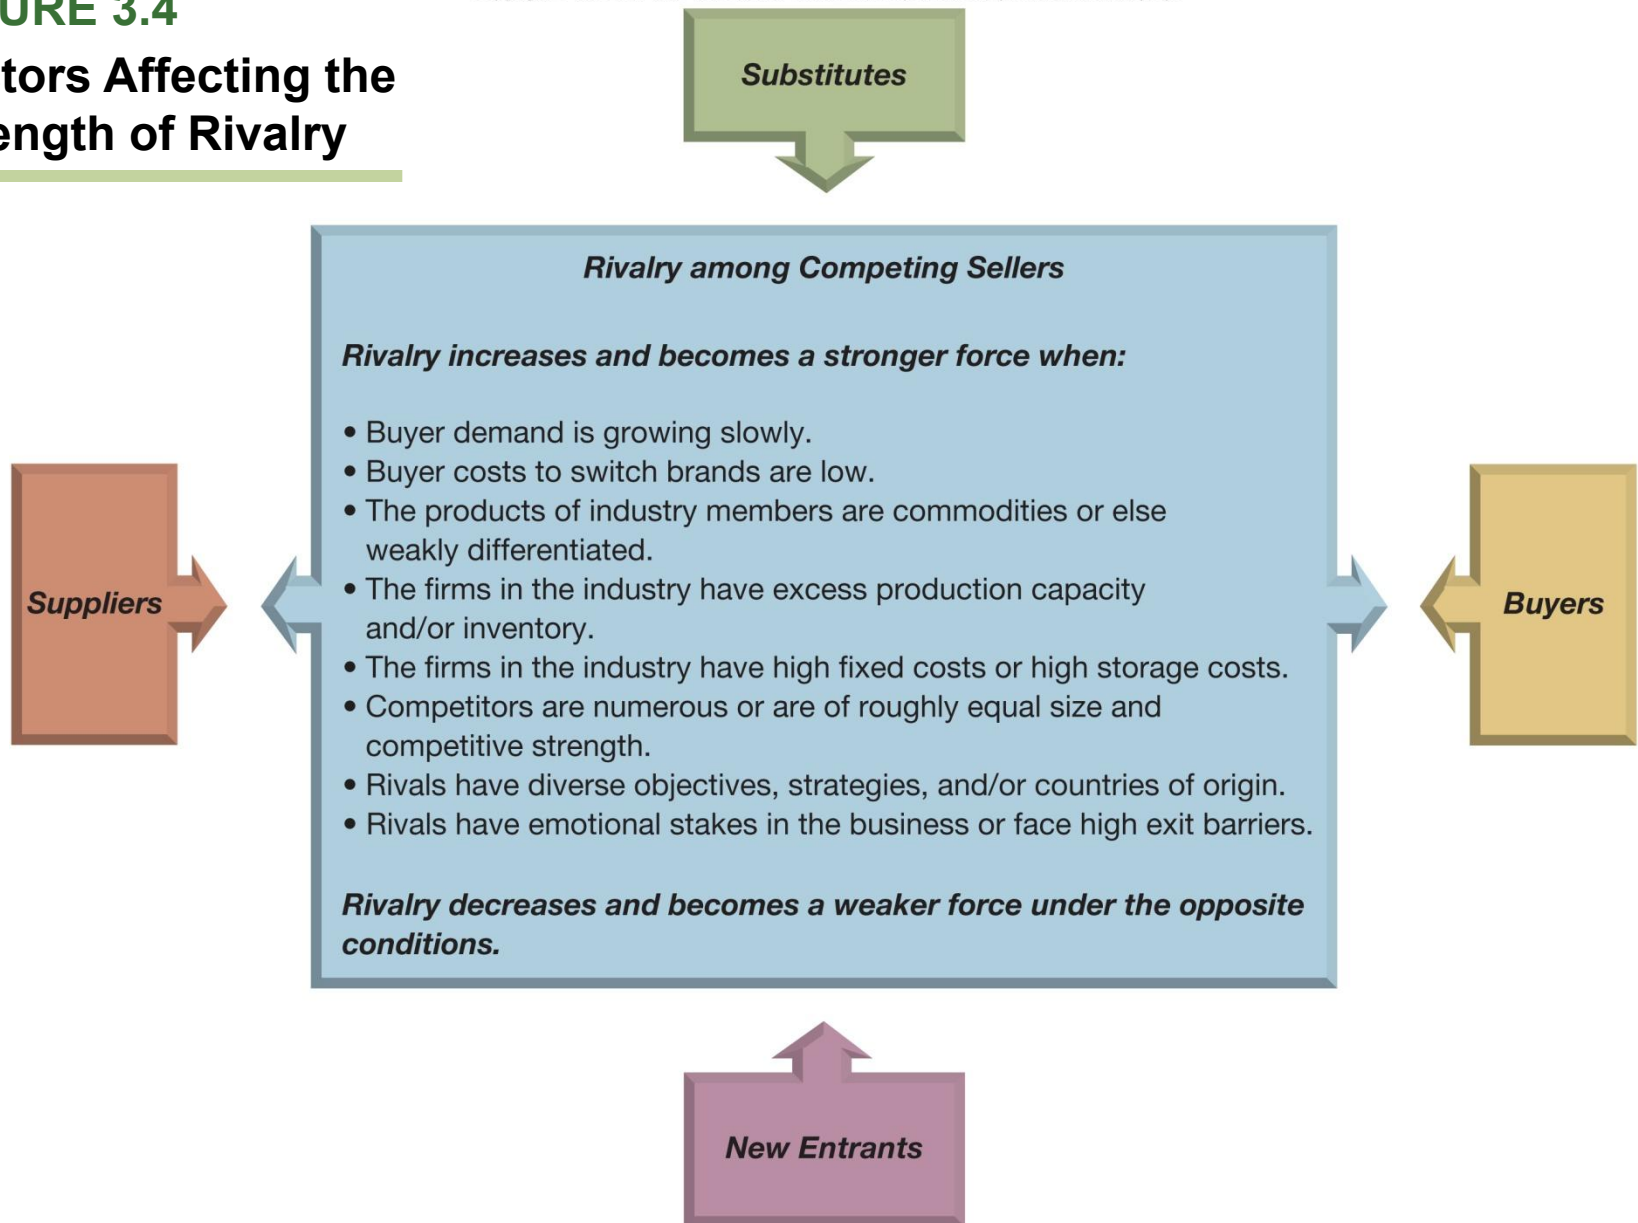 URE 3.4
tors Affecting the
ength of Rivalry
Substitutes
Rivalry among Competing Sellers
Rivalry increases and becomes a stronger force when:
• Buyer demand is growing slowly.
• Buyer costs to switch brands are low.
• The products of industry members are commodities or else
weakly differentiated.
• The firms in the industry have excess production capacity
and/or inventory.
• The firms in the industry have high fixed costs or high storage costs.
• Competitors are numerous or are of roughly equal size and
competitive strength.
• Rivals have diverse objectives, strategies, and/or countries of origin.
• Rivals have emotional stakes in the business or face high exit barriers.
Rivalry decreases and becomes a weaker force under the opposite
conditions.
Suppliers
Buyers
New Entrants